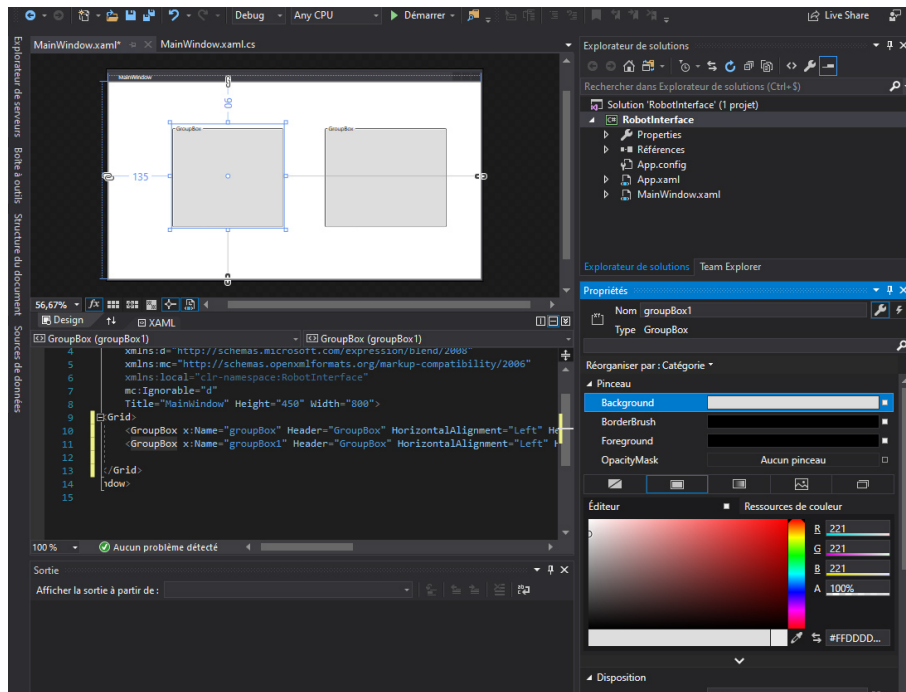 Debug
Any CPU
Démarrer
Live Share
Explorateur de serveurs
Boîte à outils
Structure du document
Sources de données
MainWindow.xaml*
MainWindow.xaml.cs
MainWindow
90
GroupBox
GroupBox
135
56,67%
fx
Design
XAML
GroupBox (groupBox1)
GroupBox (groupBox1)
4 xmlns:d="http://schemas.microsoft.com/expression/blend/2008"
5 xmlns:mc="http://schemas.openxmlformats.org/markup-compatibility/2006"
6 xmlns:local="clr-namespace:RobotInterface"
7 mc:Ignorable="d"
8 Title="MainWindow" Height="450" Width="800">
9 Grid>
10 <GroupBox x:Name="groupBox" Header="GroupBox" HorizontalAlignment="Left" He
11 <GroupBox x:Name="groupBox1" Header="GroupBox" HorizontalAlignment="Left"
12
13 /Grid>
14 ndow>
15
100 %
Aucun problème détecté
Sortie
Afficher la sortie à partir de :
Explorateur de solutions
Rechercher dans Explorateur de solutions (Ctrl+$)
Solution 'RobotInterface' (1 projet)
RobotInterface
Properties
Références
App.config
App.xaml
MainWindow.xaml
Explorateur de solutions
Team Explorer
Propriétés
Nom groupBox1
Type GroupBox
Réorganiser par : Catégorie
Pinceau
Background
BorderBrush
Foreground
OpacityMask
Aucun pinceau
Éditeur
Ressources de couleur
R 221
G 221
B 221
A 100%
#FFDDDD...
Disposition